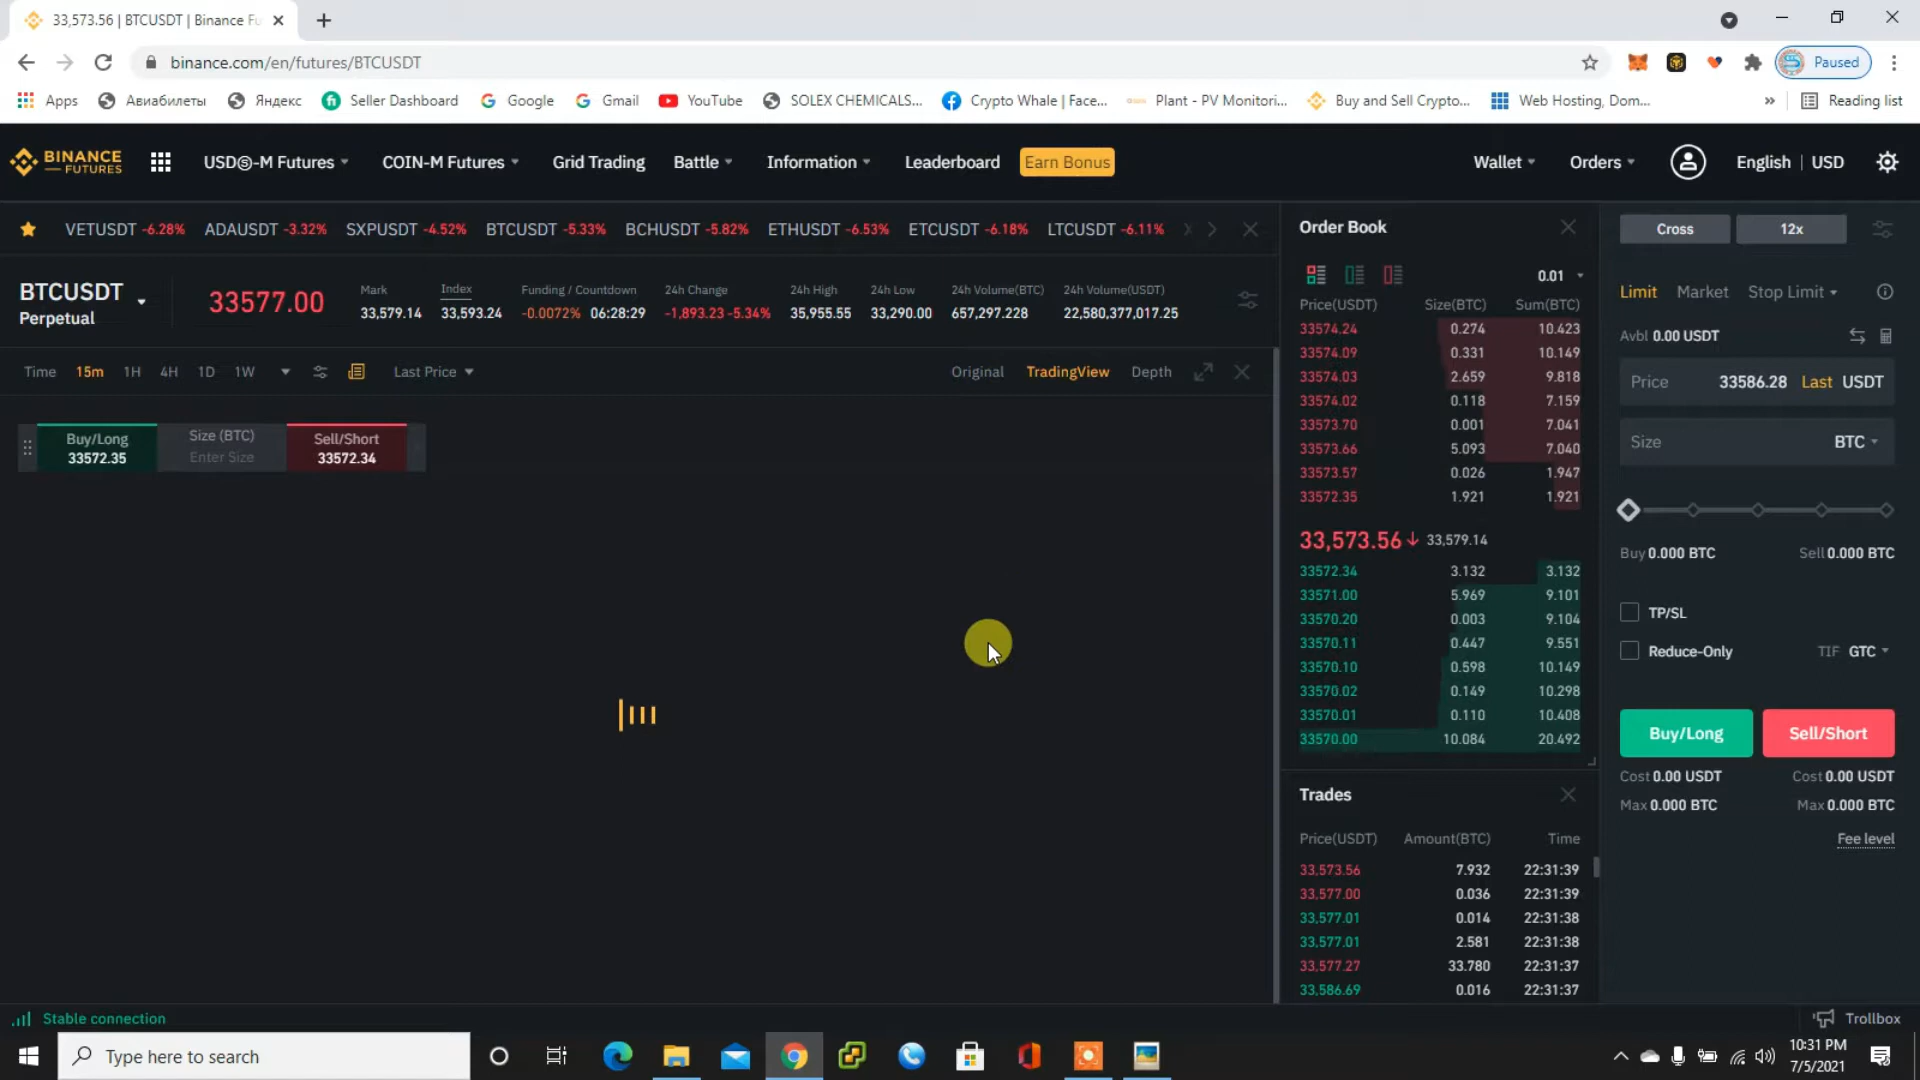 33,573.56 | BTCUSDT | Binance Fu
binance.com/en/futures/BTCUSDT
Paused
Apps Авиабилеты Яндекс Seller Dashboard Google Gmail YouTube SOLEX CHEMICALS... Crypto Whale | Face... Plant - PV Monitori... Buy and Sell Crypto... Web Hosting, Dom... » Reading list
BINANCE
FUTURES
USDⓈ-M Futures COIN-M Futures Grid Trading Battle Information Leaderboard Earn Bonus Wallet Orders English | USD
VETUSDT -6.28% ADAUSDT -3.32% SXPUSDT -4.52% BTCUSDT -5.33% BCHUSDT -5.82% ETHUSDT -6.53% ETCUSDT -6.18% LTCUSDT -6.11%
BTCUSDT
Perpetual
33577.00
Mark
33,579.14
Index
33,593.24
Funding / Countdown
-0.0072% 06:28:29
24h Change
-1,893.23 -5.34%
24h High
35,955.55
24h Low
33,290.00
24h Volume(BTC)
657,297.228
24h Volume(USDT)
22,580,377,017.25
Time 15m 1H 4H 1D 1W Last Price Original TradingView Depth
Buy/Long
33572.35
Size (BTC)
Enter Size
Sell/Short
33572.34
Order Book
0.01
Price(USDT) Size(BTC) Sum(BTC)
33574.24 0.274 10.423
33574.09 0.331 10.149
33574.03 2.659 9.818
33574.02 0.118 7.159
33573.70 0.001 7.041
33573.66 5.093 7.040
33573.57 0.026 1.947
33572.35 1.921 1.921
33,573.56 33,579.14
33572.34 3.132 3.132
33571.00 5.969 9.101
33570.20 0.003 9.104
33570.11 0.447 9.551
33570.10 0.598 10.149
33570.02 0.149 10.298
33570.01 0.110 10.408
33570.00 10.084 20.492
Trades
Price(USDT) Amount(BTC) Time
33,573.56 7.932 22:31:39
33,577.00 0.036 22:31:39
33,577.01 0.014 22:31:38
33,577.01 2.581 22:31:38
33,577.27 33.780 22:31:37
33,586.69 0.016 22:31:37
Cross 12x
Limit Market Stop Limit
Avbl 0.00 USDT
Price 33586.28 Last USDT
Size BTC
Buy 0.000 BTC Sell 0.000 BTC
TP/SL
Reduce-Only TIF GTC
Buy/Long Sell/Short
Cost 0.00 USDT Cost 0.00 USDT
Max 0.000 BTC Max 0.000 BTC
Fee level
Stable connection
Trollbox
Type here to search
10:31 PM
7/5/2021